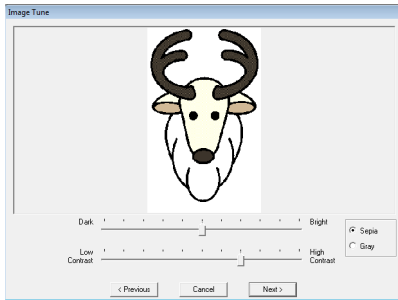 Image Tune
Dark
Bright
Sepia
Gray
Low
Contrast
High
Contrast
< Previous
Cancel
Next >